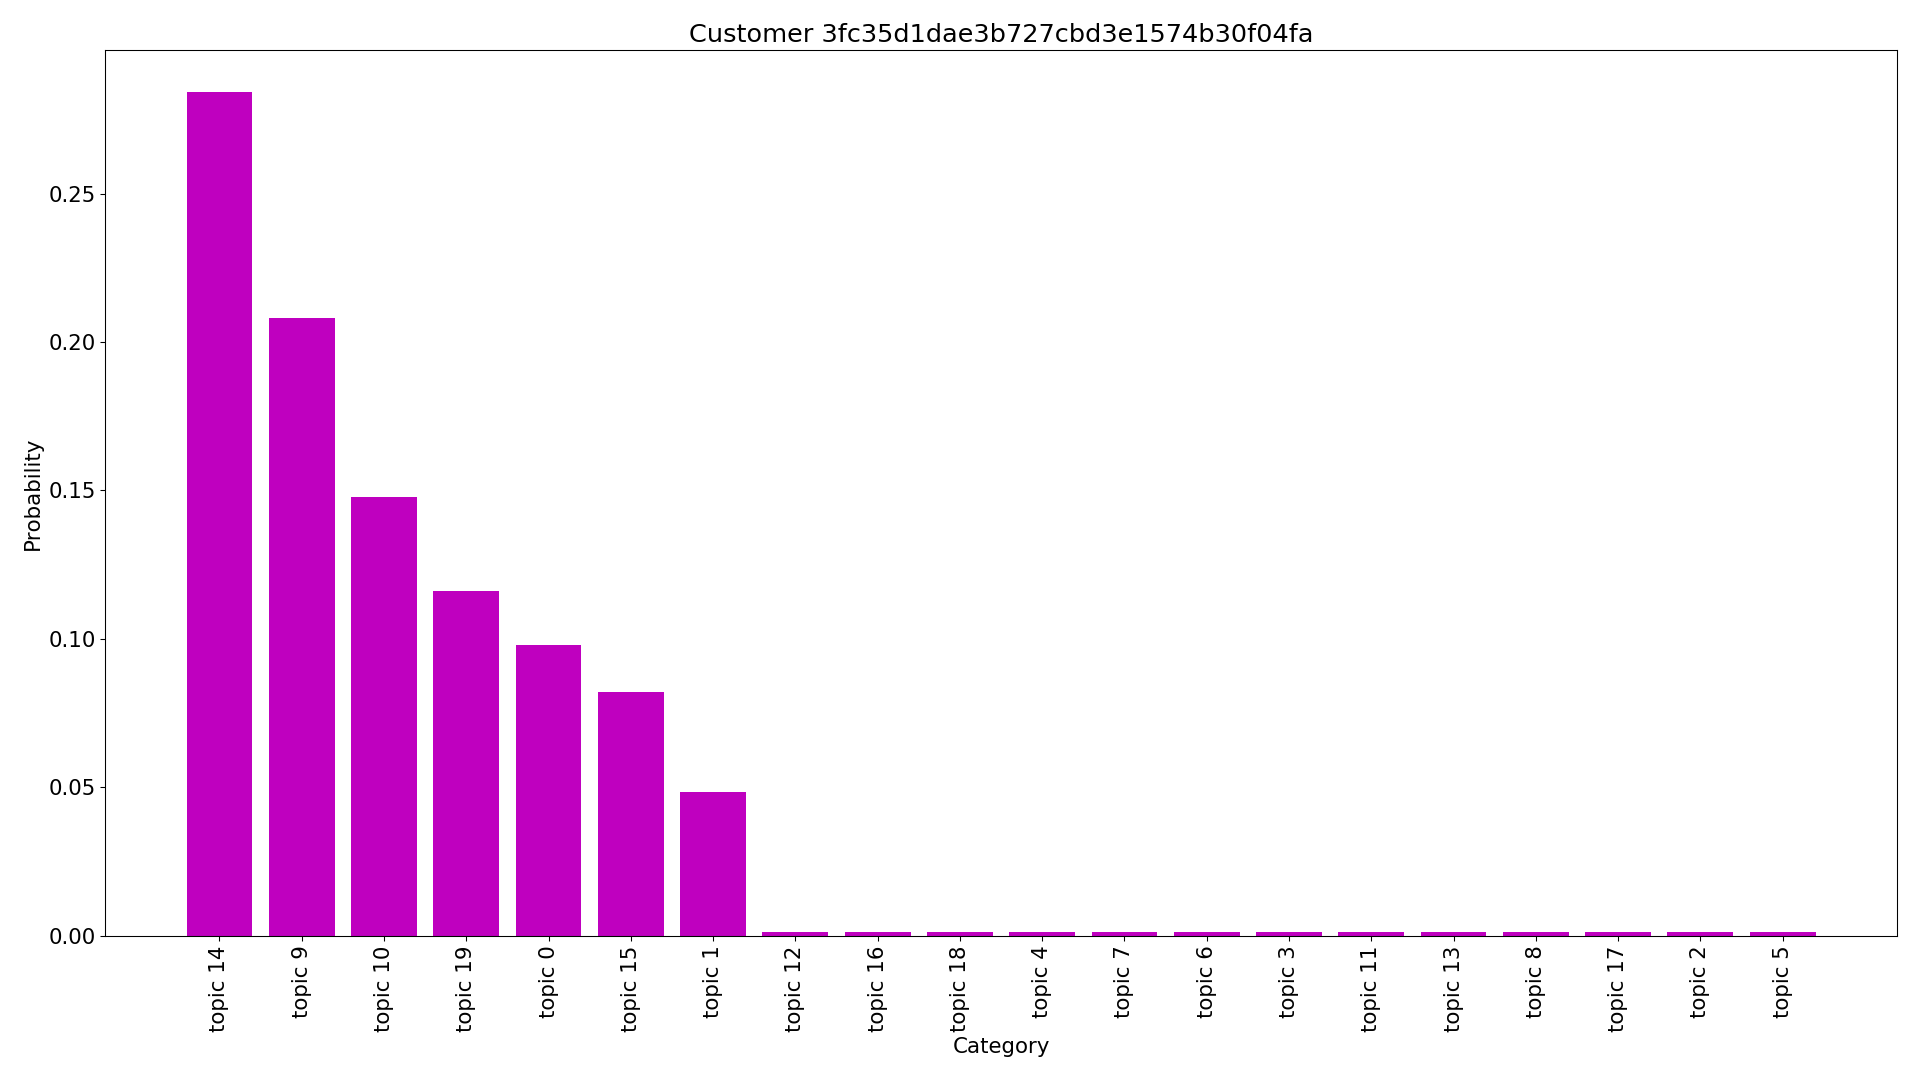 Customer 3fc35d1dae3b727cbd3e1574b30f04fa
Probability
0.25
0.20
0.15
0.10
0.05
0.00
topic 14
topic 9
topic 10
topic 19
topic 0
topic 15
topic 1
topic 12
topic 16
topic 18
topic 4
topic 7
topic 6
topic 3
topic 11
topic 13
topic 8
topic 17
topic 2
topic 5
Category